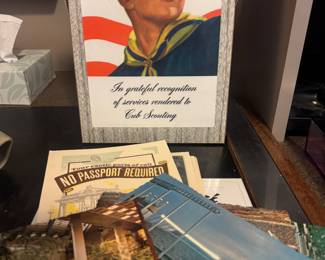 In grateful recognition
of services rendered to
Cub Scouting
NO PASSPORT REQUIRED